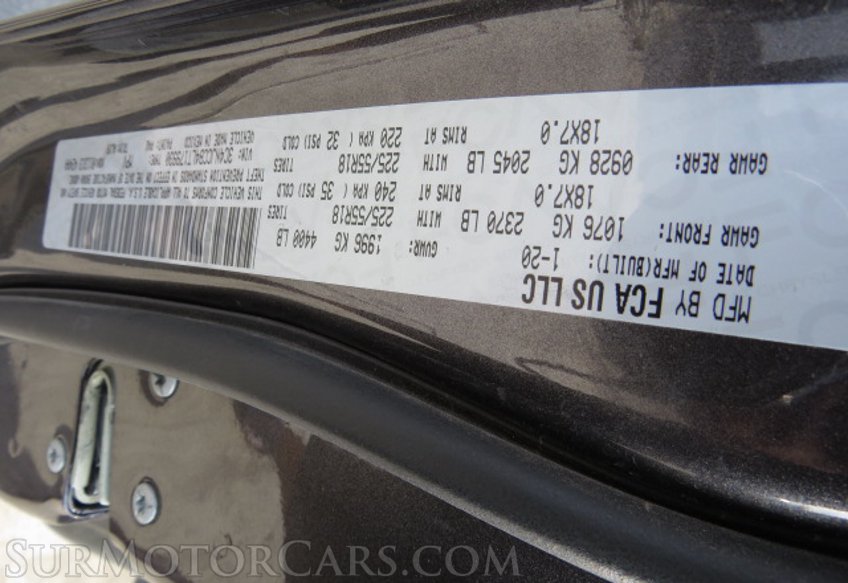 MFD BY FCA US LLC
DATE OF MFR(BUILT): 1-20 GVWR: 1996 KG 4400 LB
GAWR FRONT: 1076 KG 2370 LB WITH 225/55R18 TIRES
18X7.0 RIMS AT 240 KPA ( 35 PSI) COLD
GAWR REAR: 0928 KG 2045 LB WITH 225/55R18 TIRES
18X7.0 RIMS AT 220 KPA ( 32 PSI) COLD
THIS VEHICLE CONFORMS TO ALL APPLICABLE U.S.A. FEDERAL MOTOR VEHICLE SAFETY AND
THEFT PREVENTION STANDARDS IN EFFECT ON THE DATE OF MANUFACTURE SHOWN ABOVE
VIN: TYPE: MPV
VEHICLE MADE IN MEXICO PAINT:
SURMOTORCARS.COM